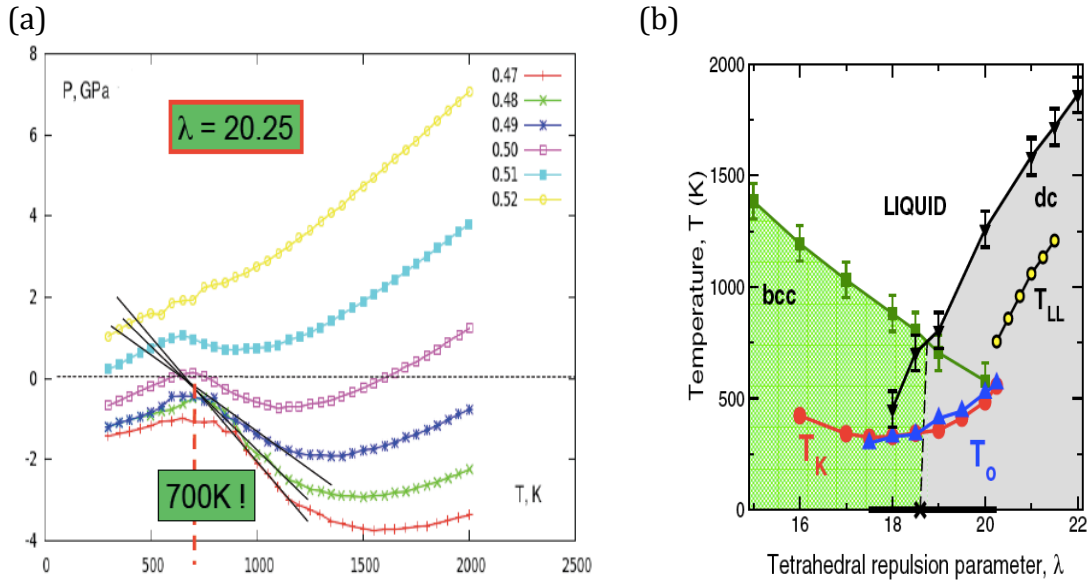 (a)
P, GPa
λ = 20.25
0.47
0.48
0.49
0.50
0.51
0.52
8
6
4
2
0
-2
-4
700K !
T, K
0
500
1000
1500
2000
2500
(b)
Temperature, T (K)
2000
1500
1000
500
0
LIQUID
dc
bcc
T_LL
T_K
T_o
16
18
20
22
Tetrahedral repulsion parameter, λ